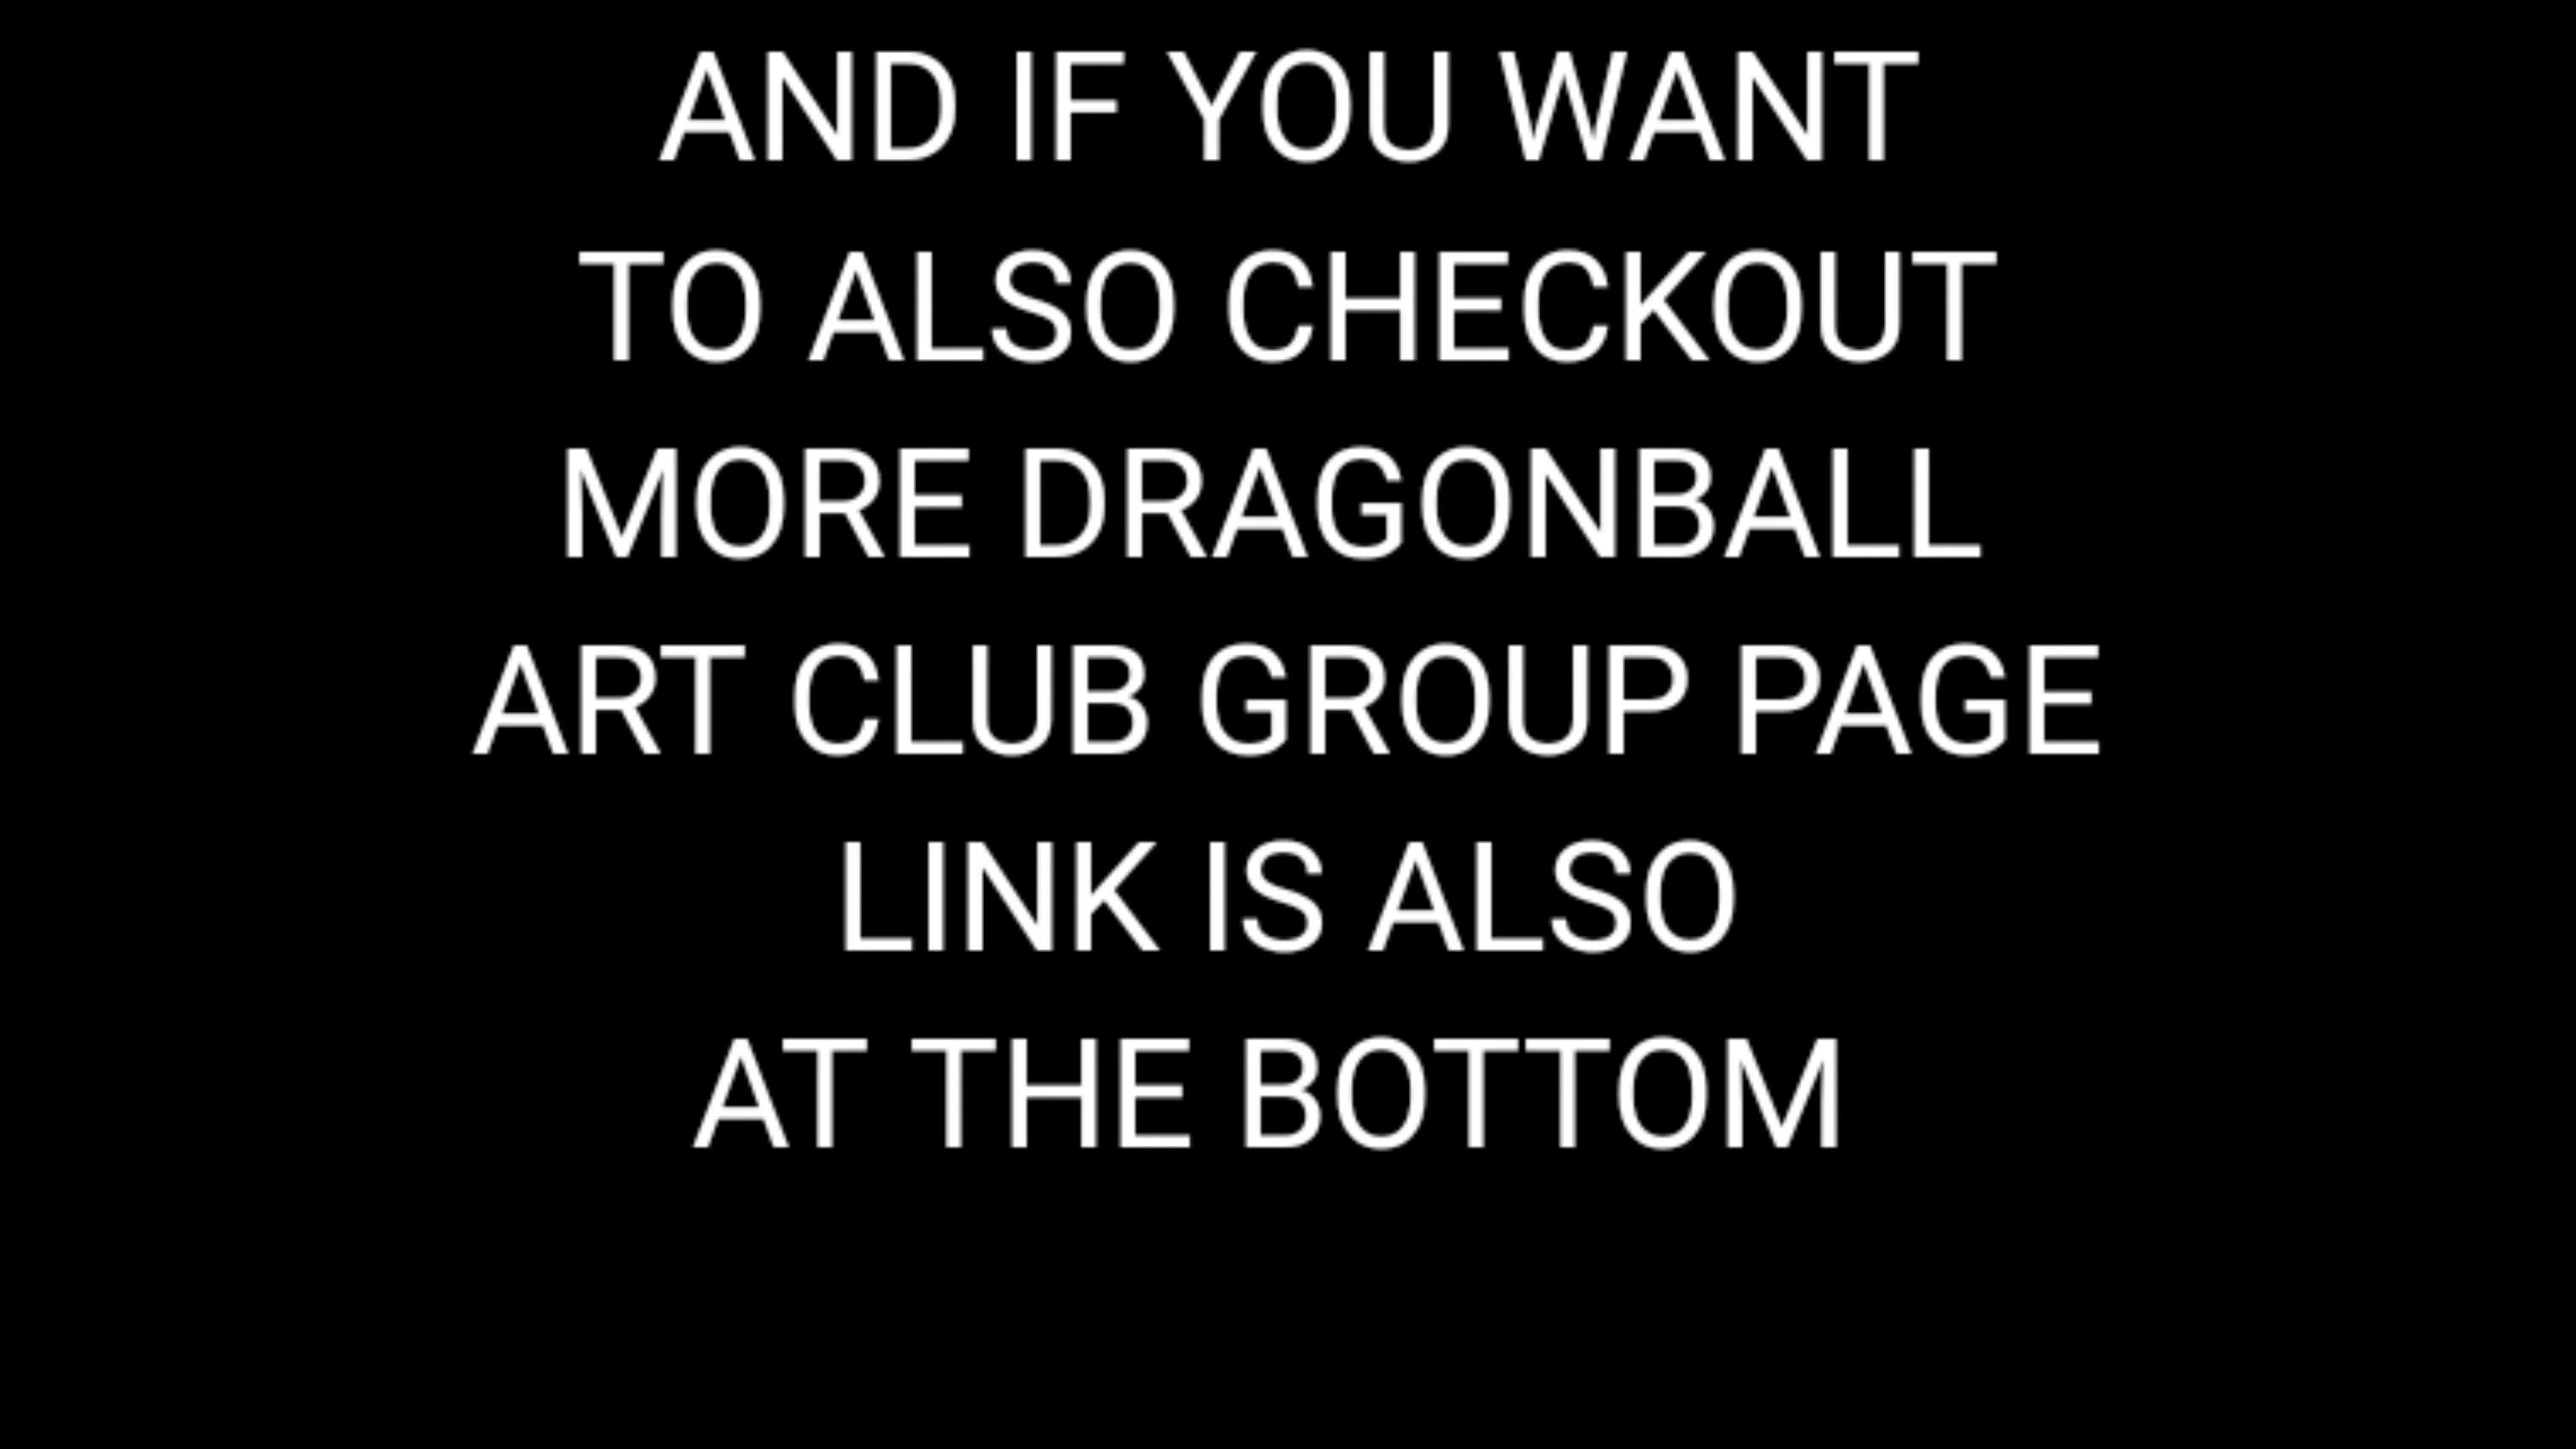 AND IF YOU WANT
TO ALSO CHECKOUT
MORE DRAGONBALL
ART CLUB GROUP PAGE
LINK IS ALSO
AT THE BOTTOM